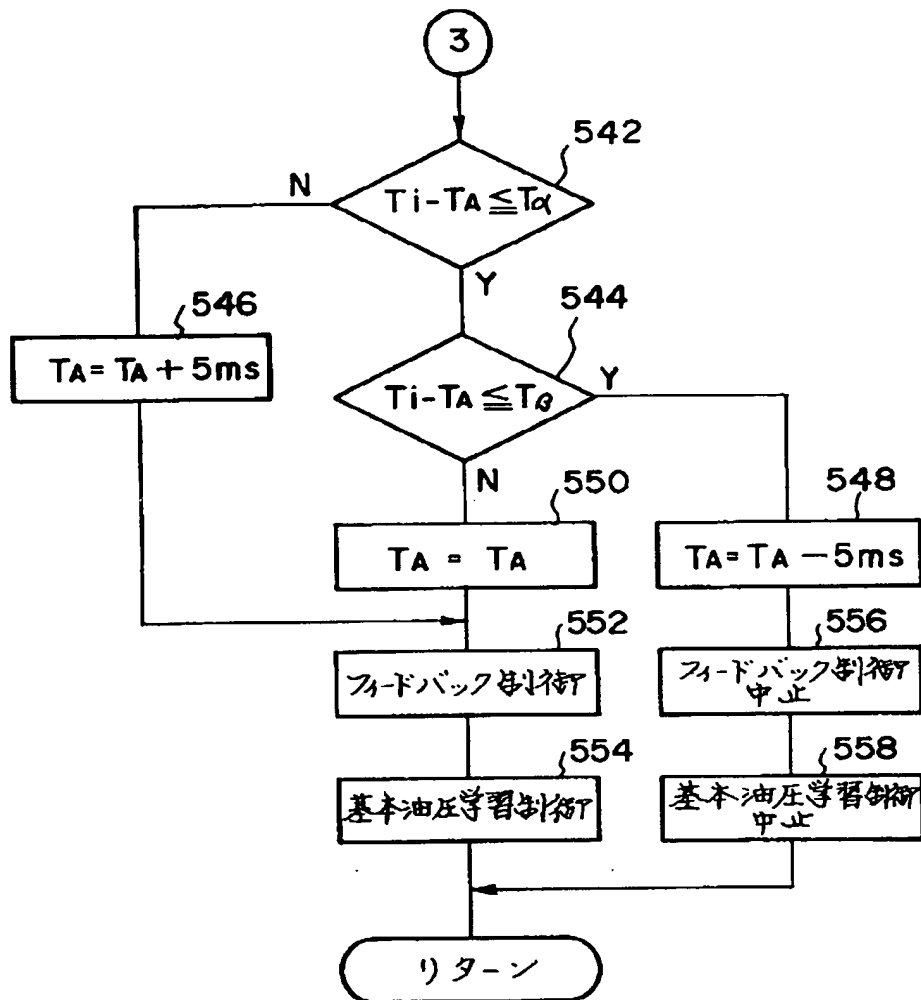 3
542
Ti-TA≦Tα
N
Y
546
TA=TA+5ms
544
Ti-TA≦Tβ
Y
N
550
TA = TA
548
TA=TA-5ms
552
フィードバック制御
556
フィードバック制御
中止
554
基本油圧学習制御
558
基本油圧学習制御
中止
リターン